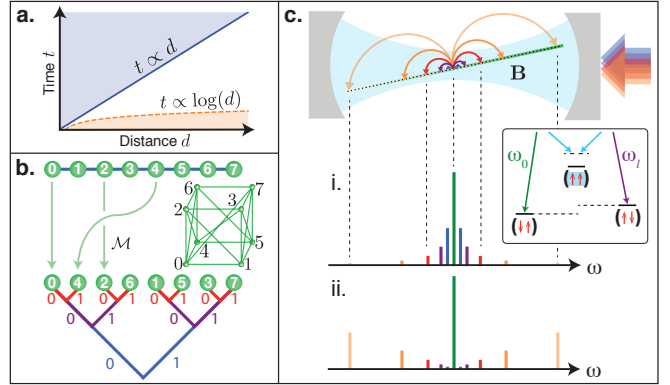 a.
Time t
t ∝ d
t ∝ log(d)
Distance d
b.
0 1 2 3 4 5 6 7
6 7
2 3
4 5
0 1
M
0 4 2 6 1 5 3 7
0 1 0 1 0 1 0 1
0 1 0 1
0 1
c.
B
ω0 ωl
(↑↑)
(↓↑) (↑↓)
i.
ω
ii.
ω